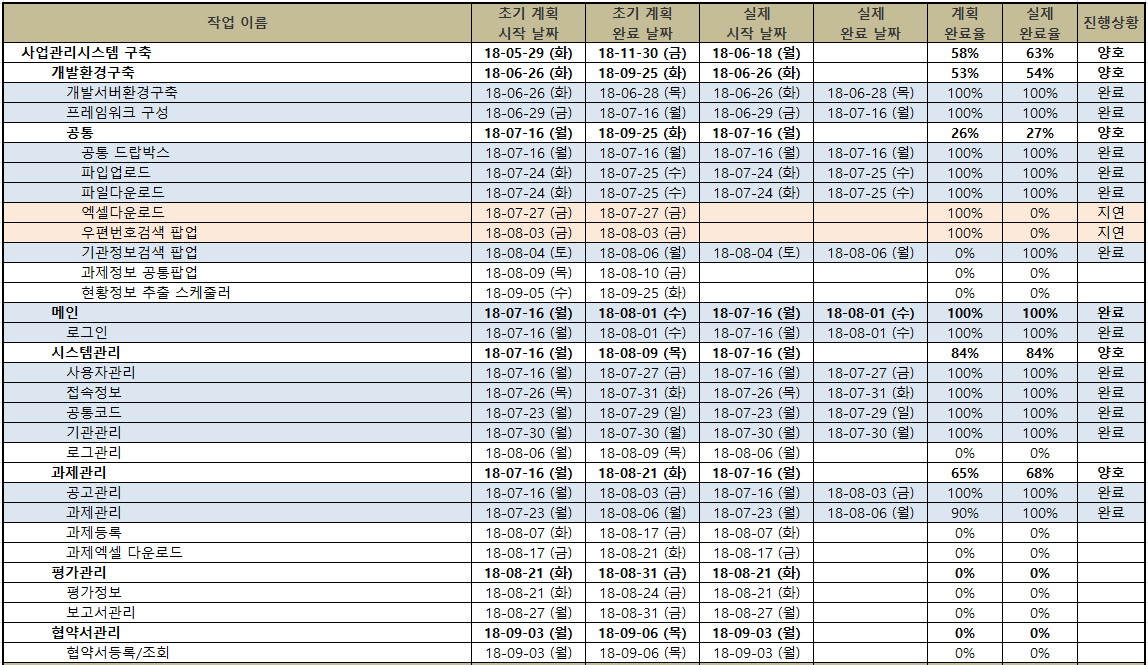 작업 이름 초기 계획 시작 날짜 초기 계획 완료 날짜 실제 시작 날짜 실제 완료 날짜 계획 완료율 실제 완료율 진행상황
사업관리시스템 구축 18-05-29 (화) 18-11-30 (금) 18-06-18 (월) 58% 63% 양호
개발환경구축 18-06-26 (화) 18-09-25 (화) 18-06-26 (화) 53% 54% 양호
개발서버환경구축 18-06-26 (화) 18-06-28 (목) 18-06-26 (화) 18-06-28 (목) 100% 100% 완료
프레임워크 구성 18-06-29 (금) 18-07-16 (월) 18-06-29 (금) 18-07-16 (월) 100% 100% 완료
공통 18-07-16 (월) 18-09-25 (화) 18-07-16 (월) 26% 27% 양호
공통 드랍박스 18-07-16 (월) 18-07-16 (월) 18-07-16 (월) 18-07-16 (월) 100% 100% 완료
파입업로드 18-07-24 (화) 18-07-25 (수) 18-07-24 (화) 18-07-25 (수) 100% 100% 완료
파일다운로드 18-07-24 (화) 18-07-25 (수) 18-07-24 (화) 18-07-25 (수) 100% 100% 완료
엑셀다운로드 18-07-27 (금) 18-07-27 (금) 100% 0% 지연
우편번호검색 팝업 18-08-03 (금) 18-08-03 (금) 100% 0% 지연
기관정보검색 팝업 18-08-04 (토) 18-08-06 (월) 18-08-04 (토) 18-08-06 (월) 0% 100% 완료
과제정보 공통팝업 18-08-09 (목) 18-08-10 (금) 0% 0%
현황정보 추출 스케줄러 18-09-05 (수) 18-09-25 (화) 0% 0%
메인 18-07-16 (월) 18-08-01 (수) 18-07-16 (월) 18-08-01 (수) 100% 100% 완료
로그인 18-07-16 (월) 18-08-01 (수) 18-07-16 (월) 18-08-01 (수) 100% 100% 완료
시스템관리 18-07-16 (월) 18-08-09 (목) 18-07-16 (월) 84% 84% 양호
사용자관리 18-07-16 (월) 18-07-27 (금) 18-07-16 (월) 18-07-27 (금) 100% 100% 완료
접속정보 18-07-26 (목) 18-07-31 (화) 18-07-26 (목) 18-07-31 (화) 100% 100% 완료
공통코드 18-07-23 (월) 18-07-29 (일) 18-07-23 (월) 18-07-29 (일) 100% 100% 완료
기관관리 18-07-30 (월) 18-07-30 (월) 18-07-30 (월) 18-07-30 (월) 100% 100% 완료
로그관리 18-08-06 (월) 18-08-09 (목) 18-08-06 (월) 0% 0%
과제관리 18-07-16 (월) 18-08-21 (화) 18-07-16 (월) 65% 68% 양호
공고관리 18-07-16 (월) 18-08-03 (금) 18-07-16 (월) 18-08-03 (금) 100% 100% 완료
과제관리 18-07-23 (월) 18-08-06 (월) 18-07-23 (월) 18-08-06 (월) 90% 100% 완료
과제등록 18-08-07 (화) 18-08-17 (금) 18-08-07 (화) 0% 0%
과제엑셀 다운로드 18-08-17 (금) 18-08-21 (화) 18-08-17 (금) 0% 0%
평가관리 18-08-21 (화) 18-08-31 (금) 18-08-21 (화) 0% 0%
평가정보 18-08-21 (화) 18-08-24 (금) 18-08-21 (화) 0% 0%
보고서관리 18-08-27 (월) 18-08-31 (금) 18-08-27 (월) 0% 0%
협약서관리 18-09-03 (월) 18-09-06 (목) 18-09-03 (월) 0% 0%
협약서등록/조회 18-09-03 (월) 18-09-06 (목) 18-09-03 (월) 0% 0%